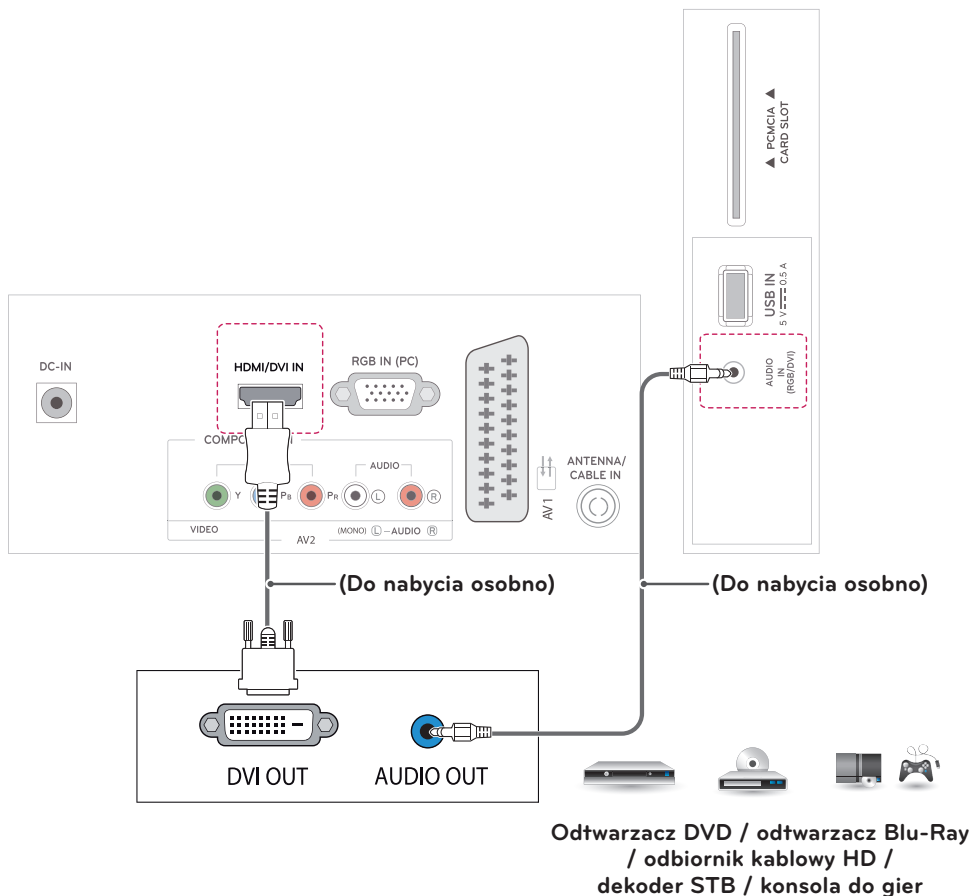 ▲ PCMCIA ▲
CARD SLOT
USB IN
5 V 0.5 A
AUDIO
IN
(RGB/DVI)
DC-IN
HDMI/DVI IN
RGB IN (PC)
AUDIO
Y
PB
PR
L
R
VIDEO
(MONO) L – AUDIO R
AV2
AV 1
ANTENNA/
CABLE IN
(Do nabycia osobno)
(Do nabycia osobno)
DVI OUT
AUDIO OUT
Odtwarzacz DVD / odtwarzacz Blu-Ray
/ odbiornik kablowy HD /
dekoder STB / konsola do gier